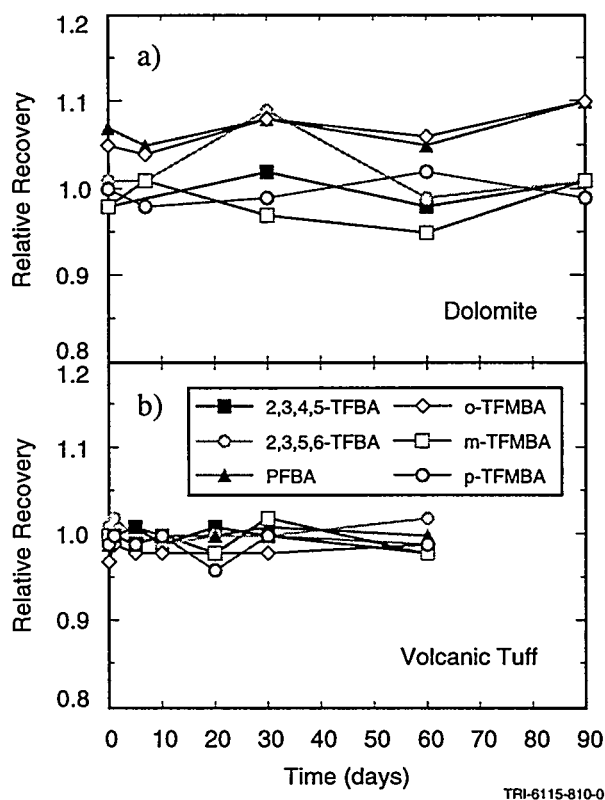 1.2
a)
1.1
1.0
0.9
0.8
Relative Recovery
Dolomite
1.2
b)
2,3,4,5-TFBA
o-TFMBA
2,3,5,6-TFBA
m-TFMBA
PFBA
p-TFMBA
1.1
1.0
0.9
0.8
Relative Recovery
Volcanic Tuff
0 10 20 30 40 50 60 70 80 90
Time (days)
TRI-6115-810-0